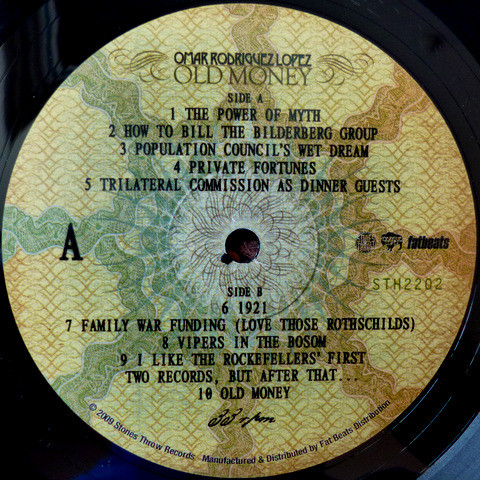 OMAR RODRIGUEZ LOPEZ
OLD MONEY
SIDE A
1 THE POWER OF MYTH
2 HOW TO BILL THE BILDERBERG GROUP
3 POPULATION COUNCIL'S WET DREAM
4 PRIVATE FORTUNES
5 TRILATERAL COMMISSION AS DINNER GUESTS
A
fatbeats
STH2202
SIDE B
6 1921
7 FAMILY WAR FUNDING (LOVE THOSE ROTHSCHILDS)
8 VIPERS IN THE BOSOM
9 I LIKE THE ROCKEFELLERS' FIRST
TWO RECORDS, BUT AFTER THAT...
10 OLD MONEY
© 2009 Stones Throw Records. Manufactured & Distributed by Fat Beats Distribution